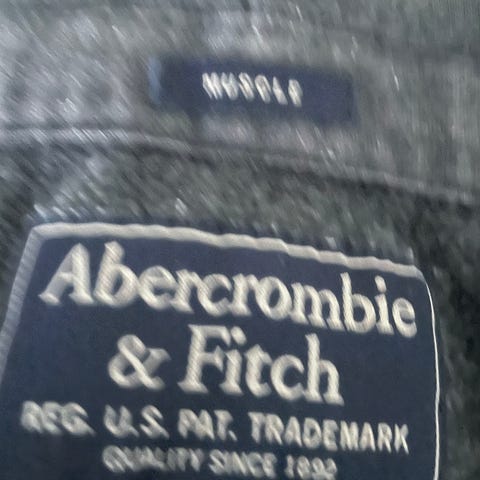 MUSCLE
Abercrombie
& Fitch
REG. U.S. PAT. TRADEMARK
QUALITY SINCE 1892